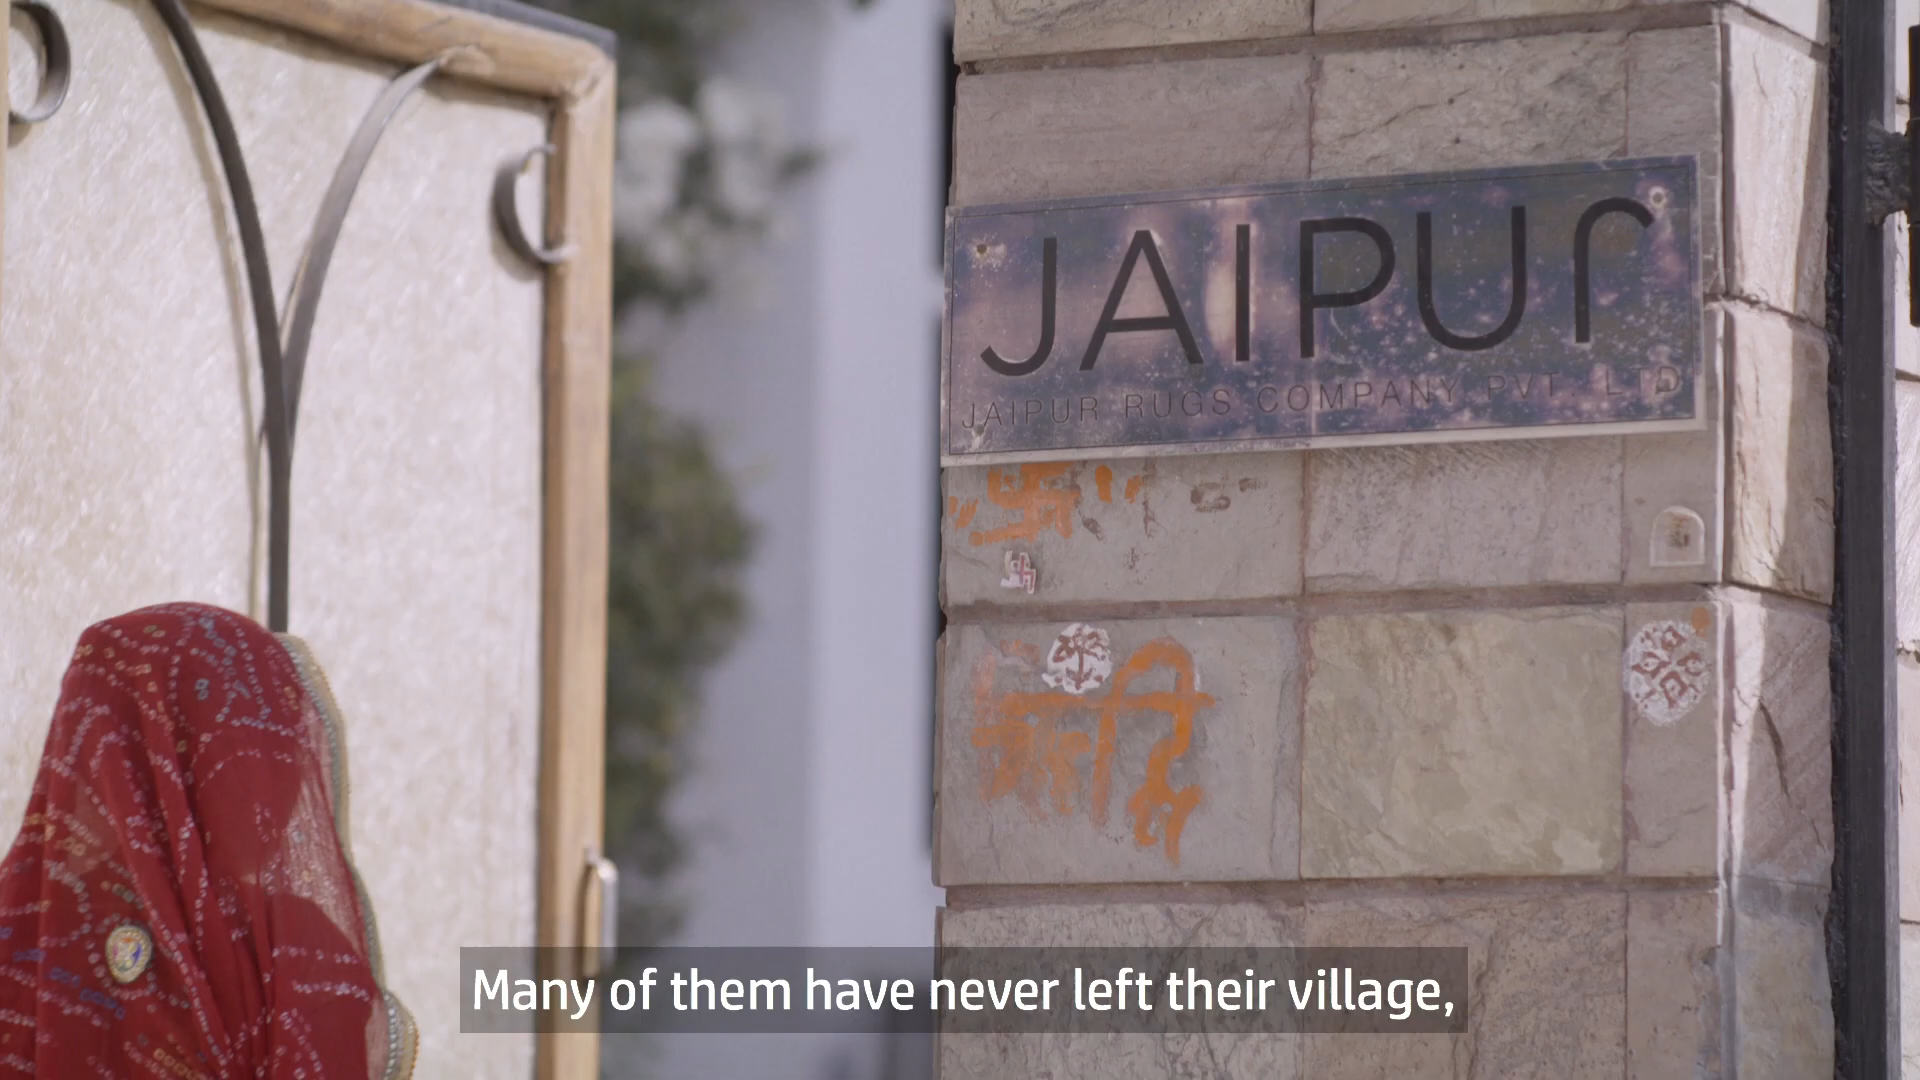 JAIPUR
JAIPUR RUGS COMPANY PVT. LTD
Many of them have never left their village,